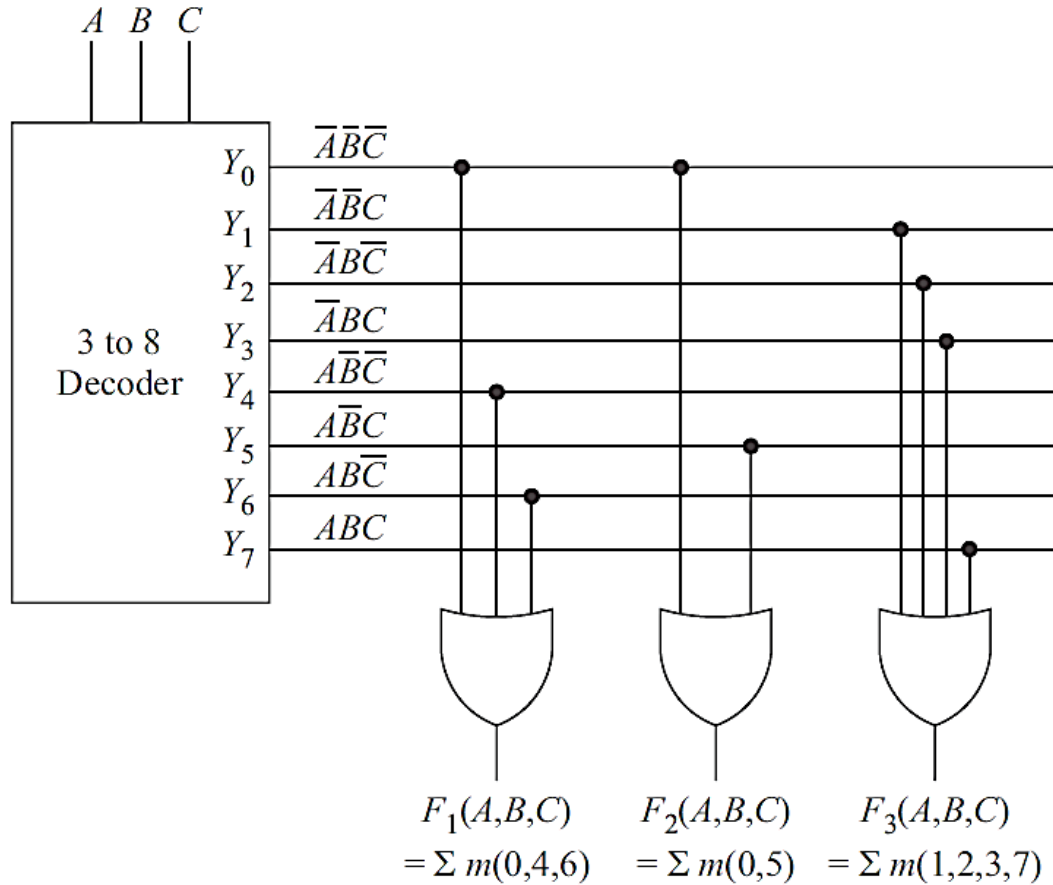 A B C
Y₀ A̅B̅C̅
Y₁ A̅B̅C
Y₂ A̅BC̅
Y₃ A̅BC
3 to 8
Decoder
Y₄ AB̅C̅
Y₅ AB̅C
Y₆ ABC̅
Y₇ ABC
F₁(A,B,C) F₂(A,B,C) F₃(A,B,C)
= Σ m(0,4,6) = Σ m(0,5) = Σ m(1,2,3,7)